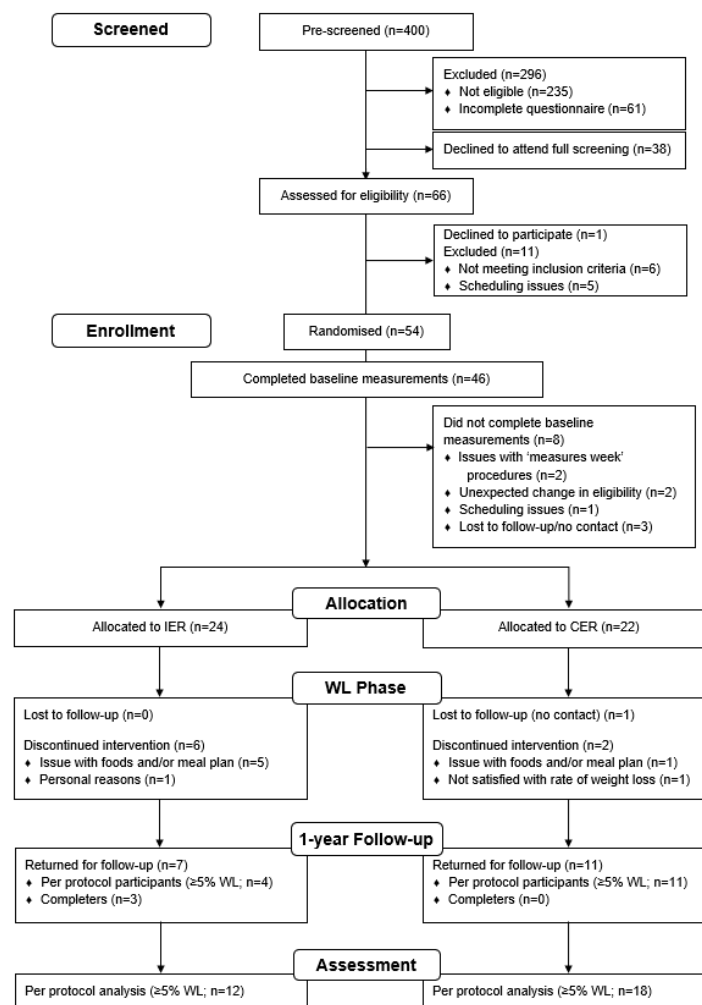 Screened
Pre-screened (n=400)
Excluded (n=296)
♦ Not eligible (n=235)
♦ Incomplete questionnaire (n=61)
Declined to attend full screening (n=38)
Assessed for eligibility (n=66)
Declined to participate (n=1)
Excluded (n=11)
♦ Not meeting inclusion criteria (n=6)
♦ Scheduling issues (n=5)
Enrollment
Randomised (n=54)
Completed baseline measurements (n=46)
Did not complete baseline
measurements (n=8)
♦ Issues with ‘measures week’
procedures (n=2)
♦ Unexpected change in eligibility (n=2)
♦ Scheduling issues (n=1)
♦ Lost to follow-up/no contact (n=3)
Allocation
Allocated to IER (n=24)
Allocated to CER (n=22)
WL Phase
Lost to follow-up (n=0)
Discontinued intervention (n=6)
♦ Issue with foods and/or meal plan (n=5)
♦ Personal reasons (n=1)
Lost to follow-up (no contact) (n=1)
Discontinued intervention (n=2)
♦ Issue with foods and/or meal plan (n=1)
♦ Not satisfied with rate of weight loss (n=1)
1-year Follow-up
Returned for follow-up (n=7)
♦ Per protocol participants (≥5% WL; n=4)
♦ Completers (n=3)
Returned for follow-up (n=11)
♦ Per protocol participants (≥5% WL; n=11)
♦ Completers (n=0)
Assessment
Per protocol analysis (≥5% WL; n=12)
Per protocol analysis (≥5% WL; n=18)